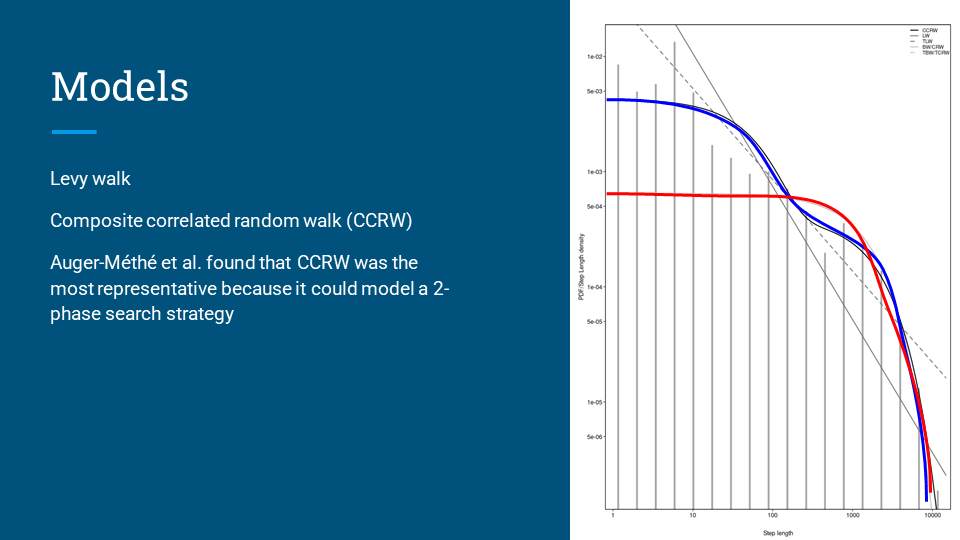 Models
Levy walk
Composite correlated random walk (CCRW)
Auger-Méthé et al. found that CCRW was the
most representative because it could model a 2-
phase search strategy
CCRW
LW
TLW
BW/CRW
TBW/TCRW
1e-02
5e-03
1e-03
5e-04
1e-04
5e-05
1e-05
5e-06
PDF/Step Length density
1
10
100
1000
10000
Step length